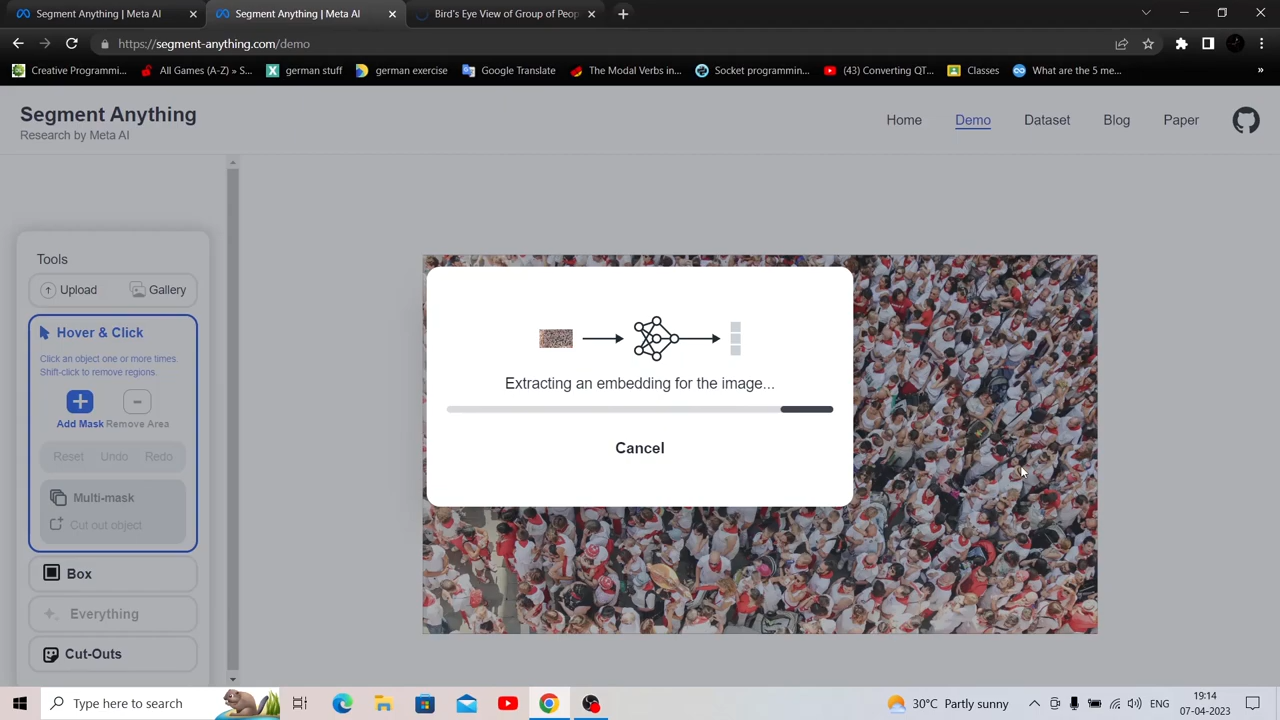 Segment Anything | Meta AI
Segment Anything | Meta AI
Bird's Eye View of Group of Peop
https://segment-anything.com/demo
Creative Programmi...
All Games (A-Z) » S...
german stuff
german exercise
Google Translate
The Modal Verbs in...
Socket programmin...
(43) Converting QT...
Classes
What are the 5 me...
»
Segment Anything
Research by Meta AI
Home
Demo
Dataset
Blog
Paper
Tools
Upload
Gallery
Hover & Click
Click an object one or more times.
Shift-click to remove regions.
Add Mask
Remove Area
Reset
Undo
Redo
Multi-mask
Cut out object
Box
Everything
Cut-Outs
Extracting an embedding for the image...
Cancel
Type here to search
30°C Partly sunny
ENG
19:14
07-04-2023